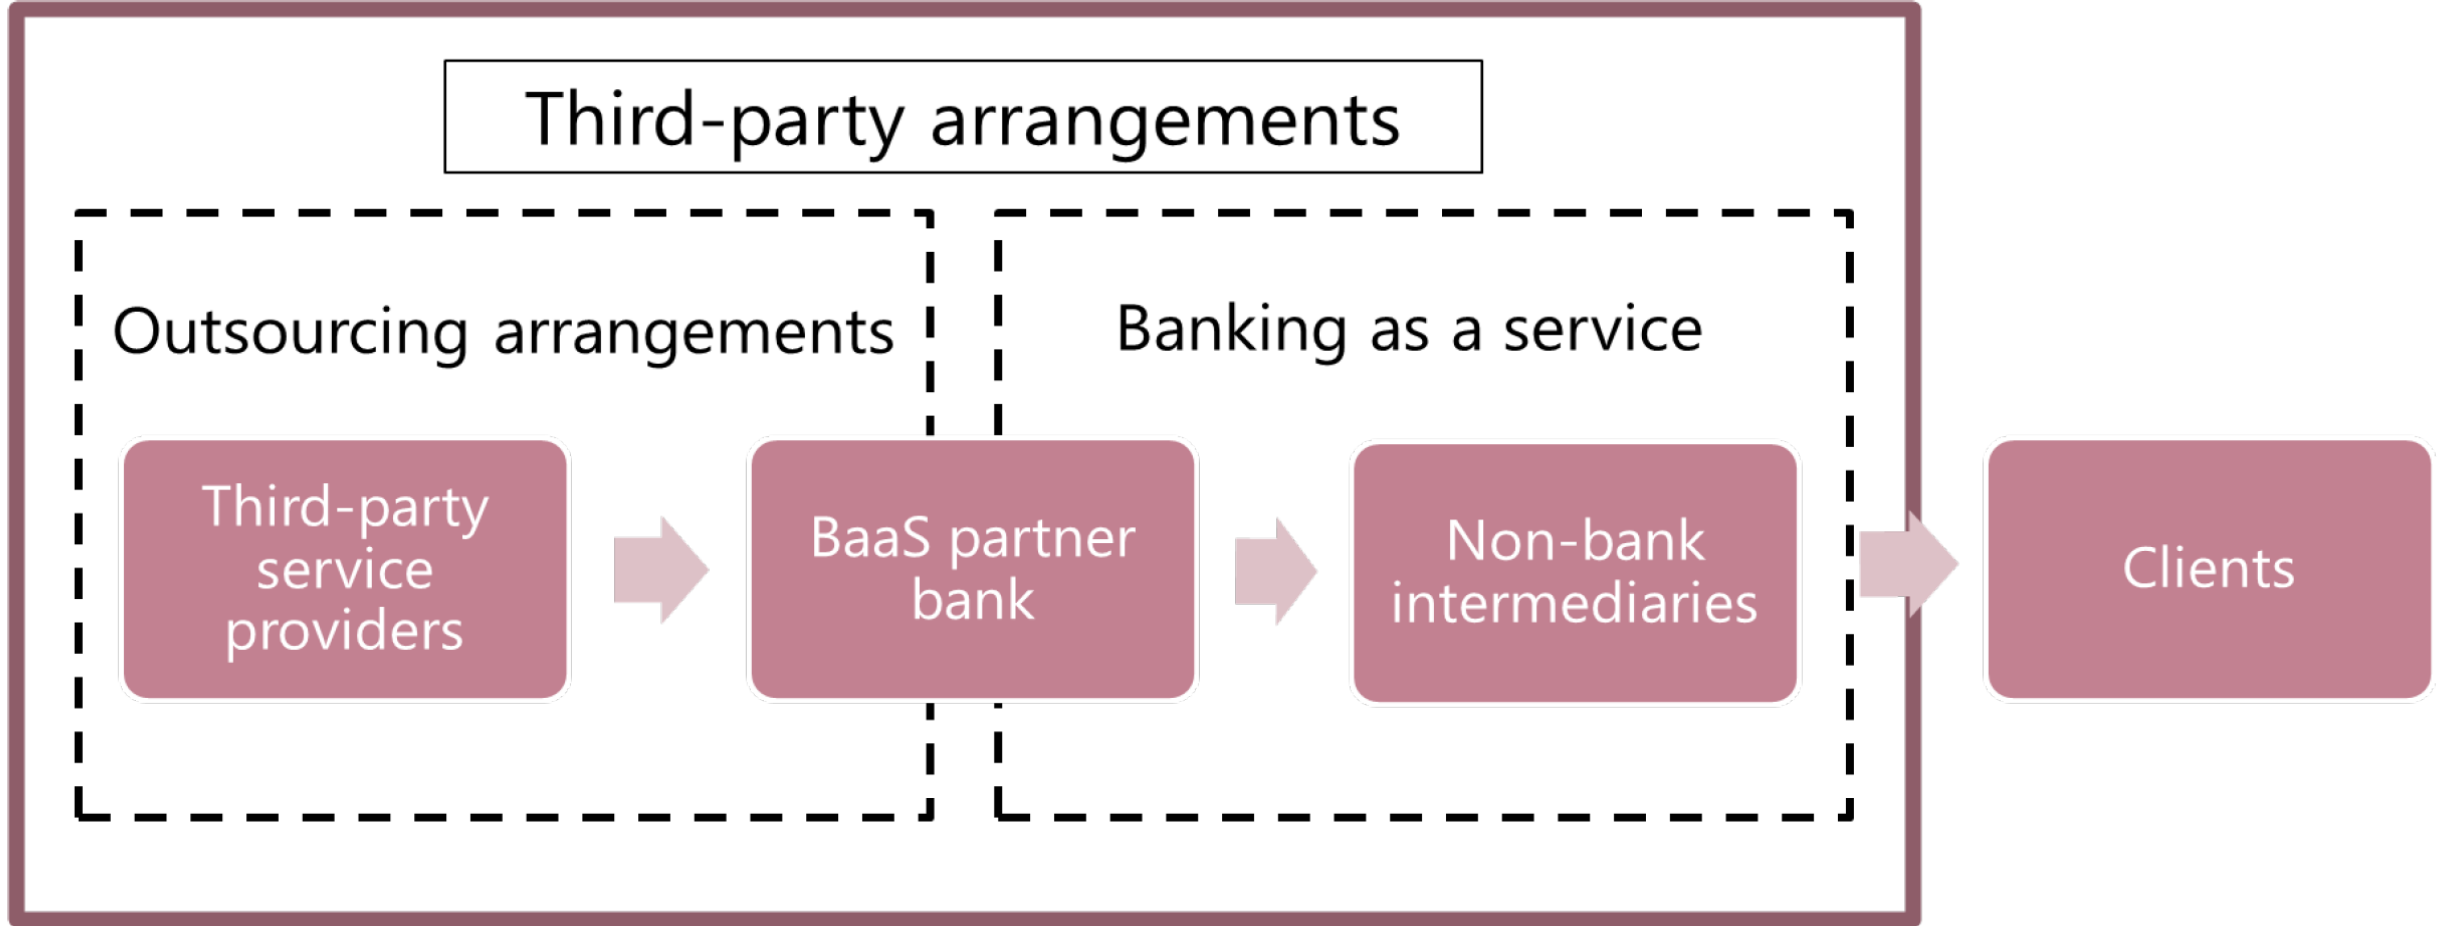 Third-party arrangements
Outsourcing arrangements
Banking as a service
Third-party
service
providers
BaaS partner
bank
Non-bank
intermediaries
Clients